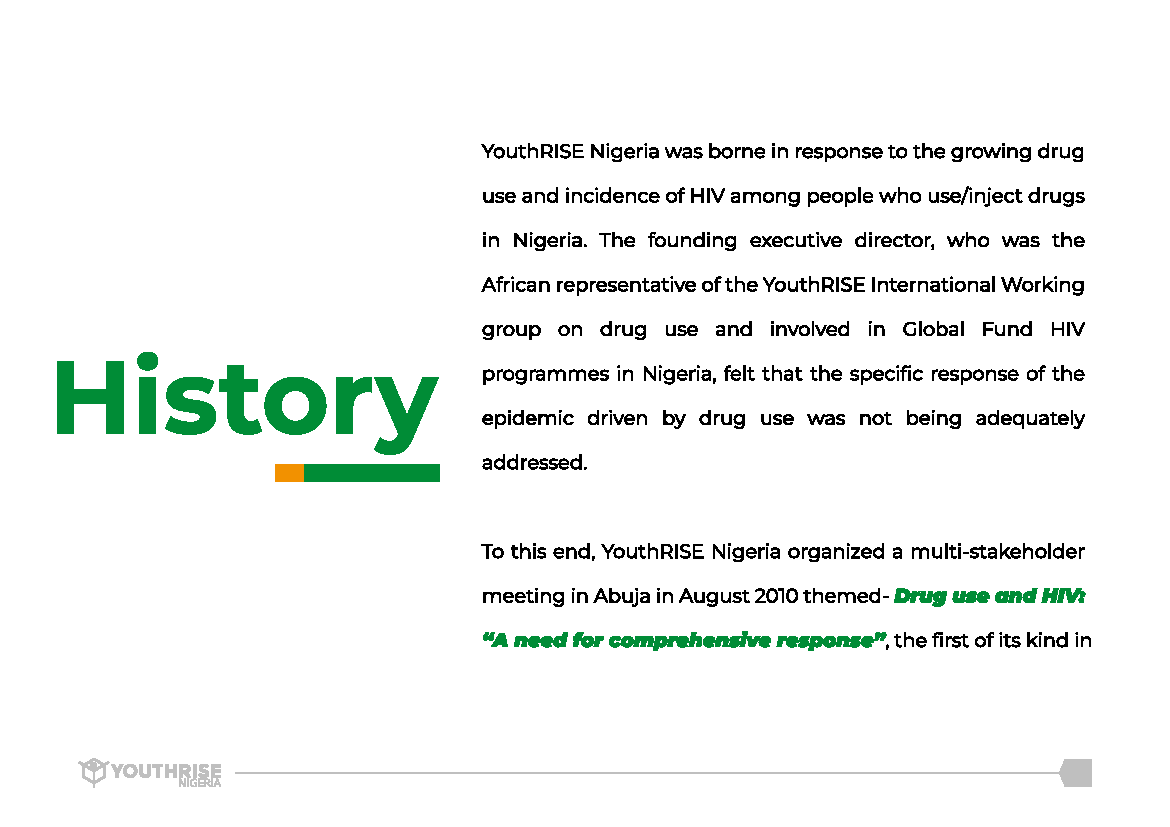 History
YouthRISE Nigeria was borne in response to the growing drug
use and incidence of HIV among people who use/inject drugs
in Nigeria. The founding executive director, who was the
African representative of the YouthRISE International Working
group on drug use and involved in Global Fund HIV
programmes in Nigeria, felt that the specific response of the
epidemic driven by drug use was not being adequately
addressed.
To this end, YouthRISE Nigeria organized a multi-stakeholder
meeting in Abuja in August 2010 themed- Drug use and HIV:
“A need for comprehensive response”, the first of its kind in
YOUTHRISE
NIGERIA